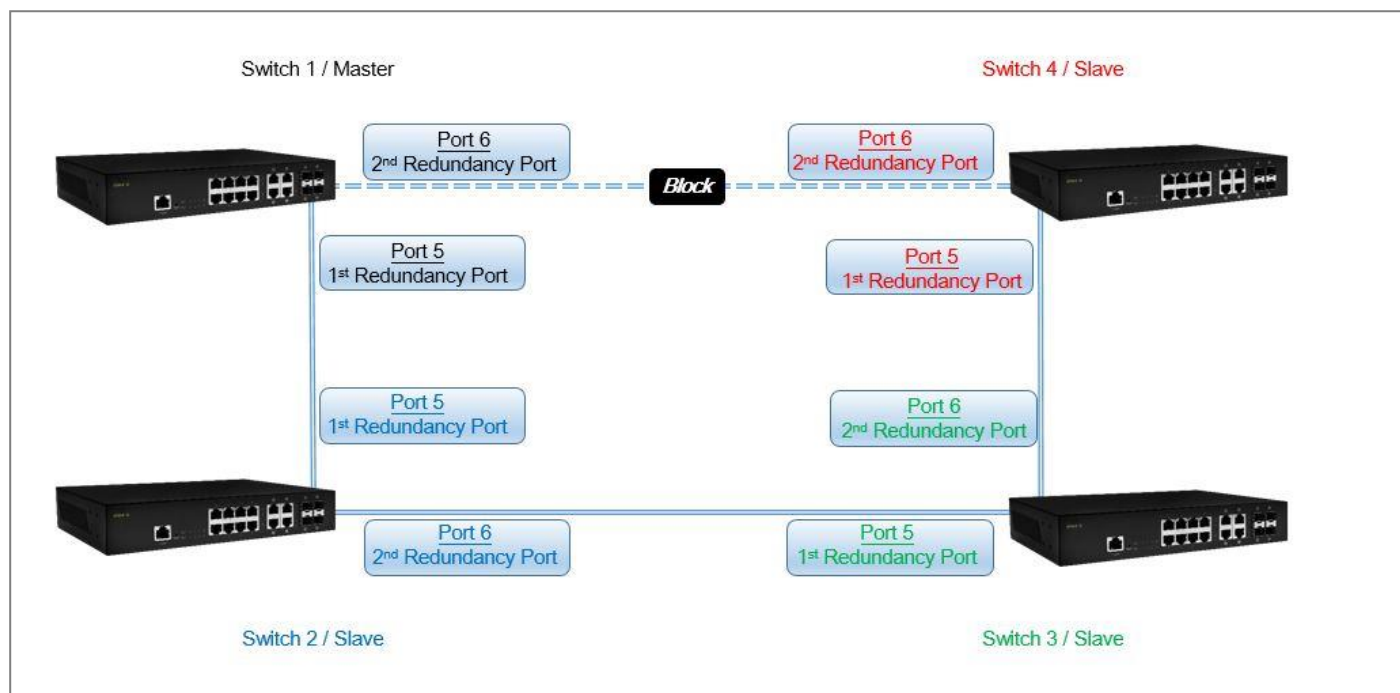 Switch 1 / Master
Switch 4 / Slave
Port 6
2nd Redundancy Port
Block
Port 6
2nd Redundancy Port
Port 5
1st Redundancy Port
Port 5
1st Redundancy Port
Port 5
1st Redundancy Port
Port 6
2nd Redundancy Port
Port 6
2nd Redundancy Port
Port 5
1st Redundancy Port
Switch 2 / Slave
Switch 3 / Slave